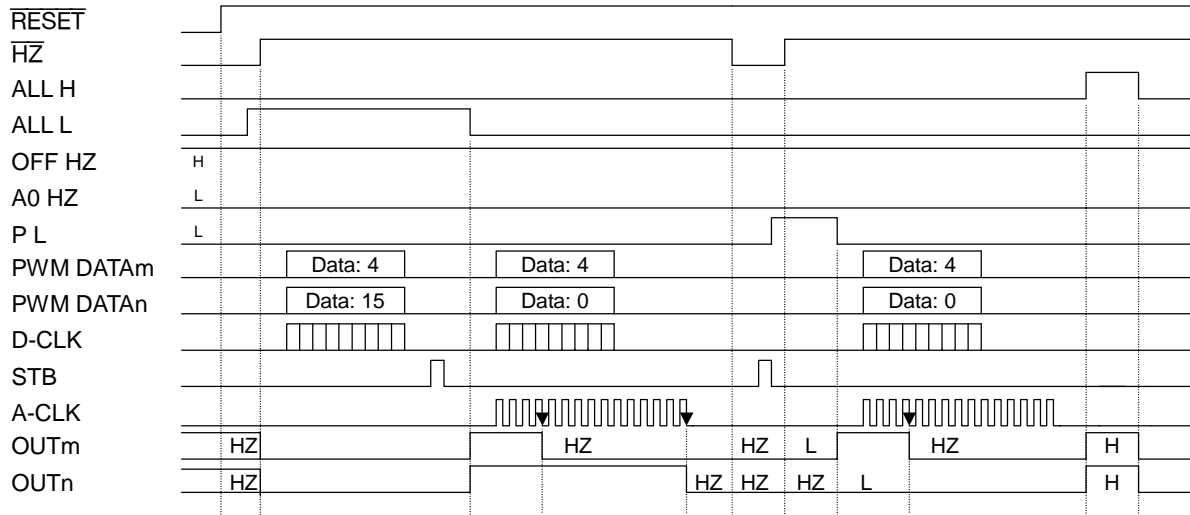 RESET
HZ
ALL H
ALL L
OFF HZ H
A0 HZ L
P L L
PWM DATAm Data: 4 Data: 4 Data: 4
PWM DATAn Data: 15 Data: 0 Data: 0
D-CLK
STB
A-CLK
OUTm HZ HZ HZ L HZ H
OUTn HZ HZ HZ HZ L H